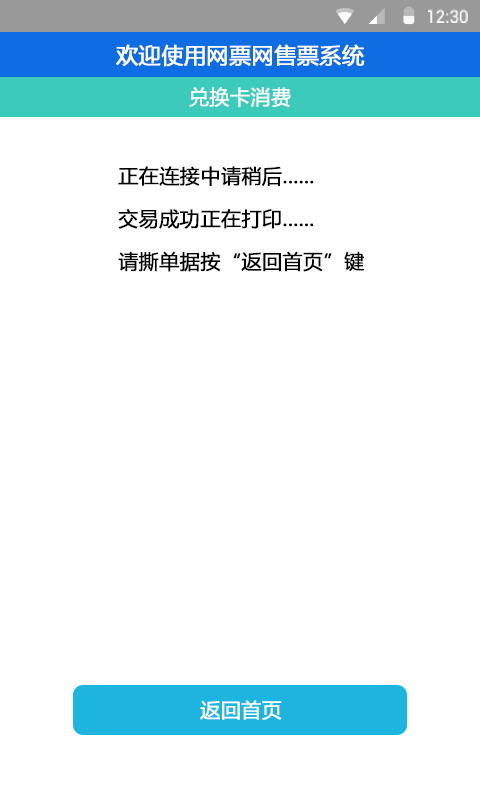 12:30
欢迎使用网票网售票系统
兑换卡消费
正在连接中请稍后......
交易成功正在打印......
请撕单据按“返回首页”键
返回首页